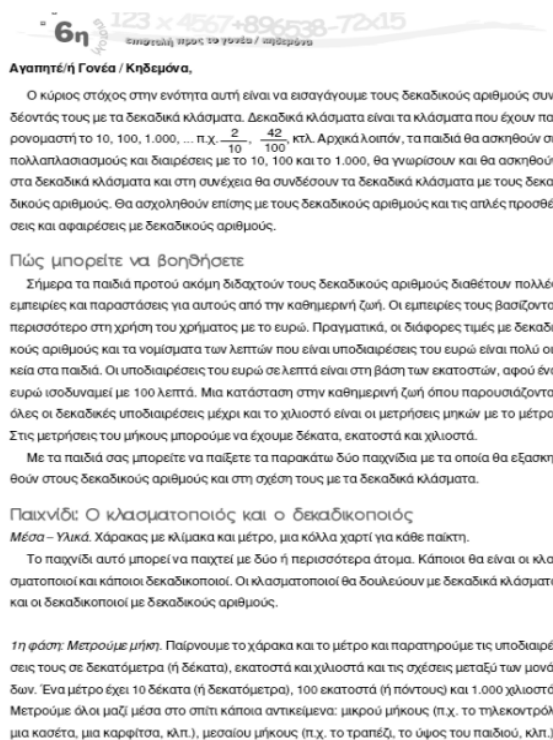 123 × 4567+896538-72×15
6η
επιστολή προς το γονέα / κηδεμόνα
Αγαπητέ/ή Γονέα / Κηδεμόνα,
Ο κύριος στόχος στην ενότητα αυτή είναι να εισαγάγουμε τους δεκαδικούς αριθμούς συν
δέοντάς τους με τα δεκαδικά κλάσματα. Δεκαδικά κλάσματα είναι τα κλάσματα που έχουν πα
ρονομαστή το 10, 100, 1.000, ... π.χ. 2/10, 42/100, κτλ. Αρχικά λοιπόν, τα παιδιά θα ασκηθούν σ
πολλαπλασιασμούς και διαιρέσεις με το 10, 100 και το 1.000, θα γνωρίσουν και θα ασκηθού
στα δεκαδικά κλάσματα και στη συνέχεια θα συνδέσουν τα δεκαδικά κλάσματα με τους δεκα
δικούς αριθμούς. Θα ασχοληθούν επίσης με τους δεκαδικούς αριθμούς και τις απλές προσθέ
σεις και αφαιρέσεις με δεκαδικούς αριθμούς.
Πώς μπορείτε να βοηθήσετε
Σήμερα τα παιδιά προτού ακόμη διδαχτούν τους δεκαδικούς αριθμούς διαθέτουν πολλέ
εμπειρίες και παραστάσεις για αυτούς από την καθημερινή ζωή. Οι εμπειρίες τους βασίζοντα
περισσότερο στη χρήση του χρήματος με το ευρώ. Πραγματικά, οι διάφορες τιμές με δεκαδι
κούς αριθμούς και τα νομίσματα των λεπτών που είναι υποδιαιρέσεις του ευρώ είναι πολύ οι
κεία στα παιδιά. Οι υποδιαιρέσεις του ευρώ σε λεπτά είναι στη βάση των εκατοστών, αφού ένα
ευρώ ισοδυναμεί με 100 λεπτά. Μια κατάσταση στην καθημερινή ζωή όπου παρουσιάζοντα
όλες οι δεκαδικές υποδιαιρέσεις μέχρι και το χιλιοστό είναι οι μετρήσεις μηκών με το μέτρο
Στις μετρήσεις του μήκους μπορούμε να έχουμε δέκατα, εκατοστά και χιλιοστά.
Με τα παιδιά σας μπορείτε να παίξετε τα παρακάτω δύο παιχνίδια με τα οποία θα εξασκη
θούν στους δεκαδικούς αριθμούς και στη σχέση τους με τα δεκαδικά κλάσματα.
Παιχνίδι: Ο κλασματοποιός και ο δεκαδικοποιός
Μέσα – Υλικά. Χάρακας με κλίμακα και μέτρο, μια κόλλα χαρτί για κάθε παίκτη.
Το παιχνίδι αυτό μπορεί να παιχτεί με δύο ή περισσότερα άτομα. Κάποιοι θα είναι οι κλα
σματοποιοί και κάποιοι δεκαδικοποιοί. Οι κλασματοποιοί θα δουλεύουν με δεκαδικά κλάσματα
και οι δεκαδικοποιοί με δεκαδικούς αριθμούς.
1η φάση: Μετρούμε μήκη. Παίρνουμε το χάρακα και το μέτρο και παρατηρούμε τις υποδιαιρέ
σεις τους σε δεκατόμετρα (ή δέκατα), εκατοστά και χιλιοστά και τις σχέσεις μεταξύ των μονά
δων. Ένα μέτρο έχει 10 δέκατα (ή δεκατόμετρα), 100 εκατοστά (ή πόντους) και 1.000 χιλιοστά
Μετρούμε όλοι μαζί μέσα στο σπίτι κάποια αντικείμενα: μικρού μήκους (π.χ. το τηλεκοντρόλ
μια κασέτα, μια καρφίτσα, κλπ.), μεσαίου μήκους (π.χ. το τραπέζι, το ύψος του παιδιού, κλπ.)